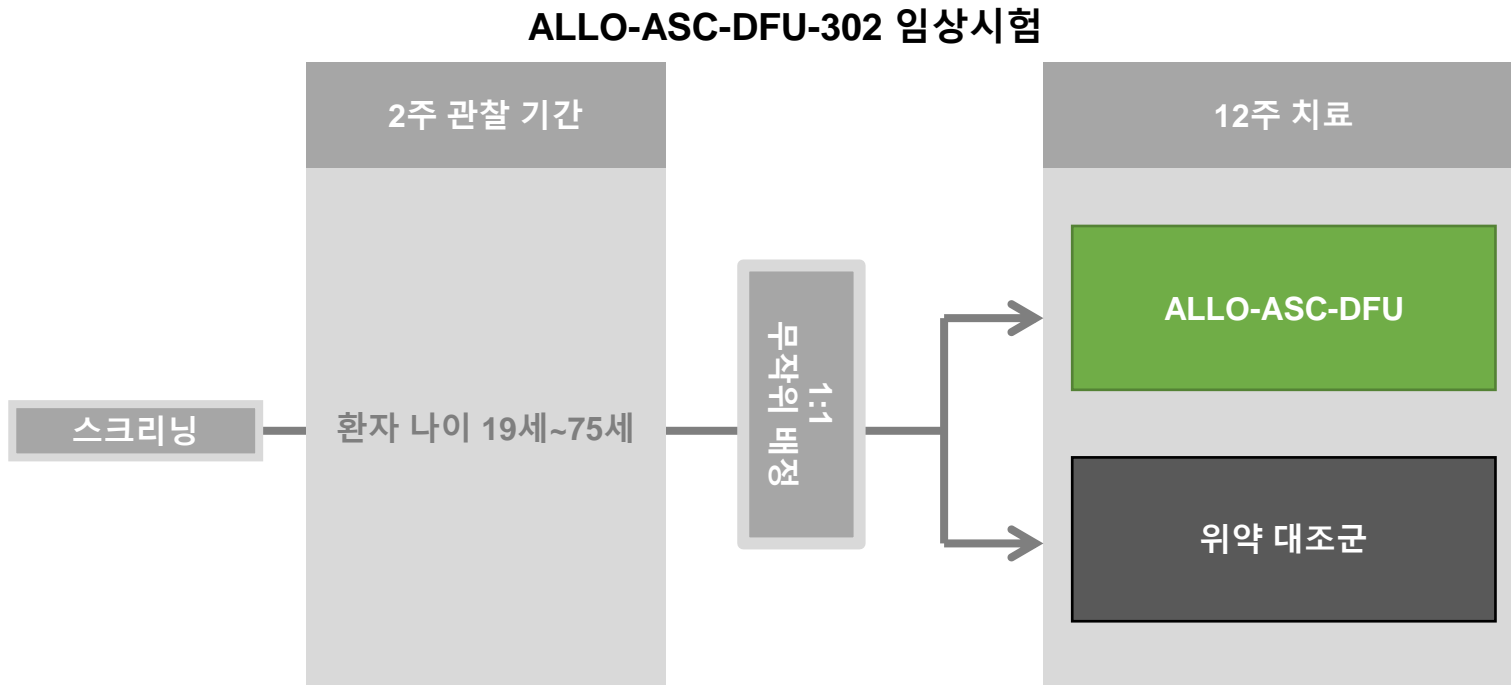 ALLO-ASC-DFU-302 임상시험
2주 관찰 기간
12주 치료
스크리닝
환자 나이 19세~75세
1:1
무작위 배정
ALLO-ASC-DFU
위약 대조군